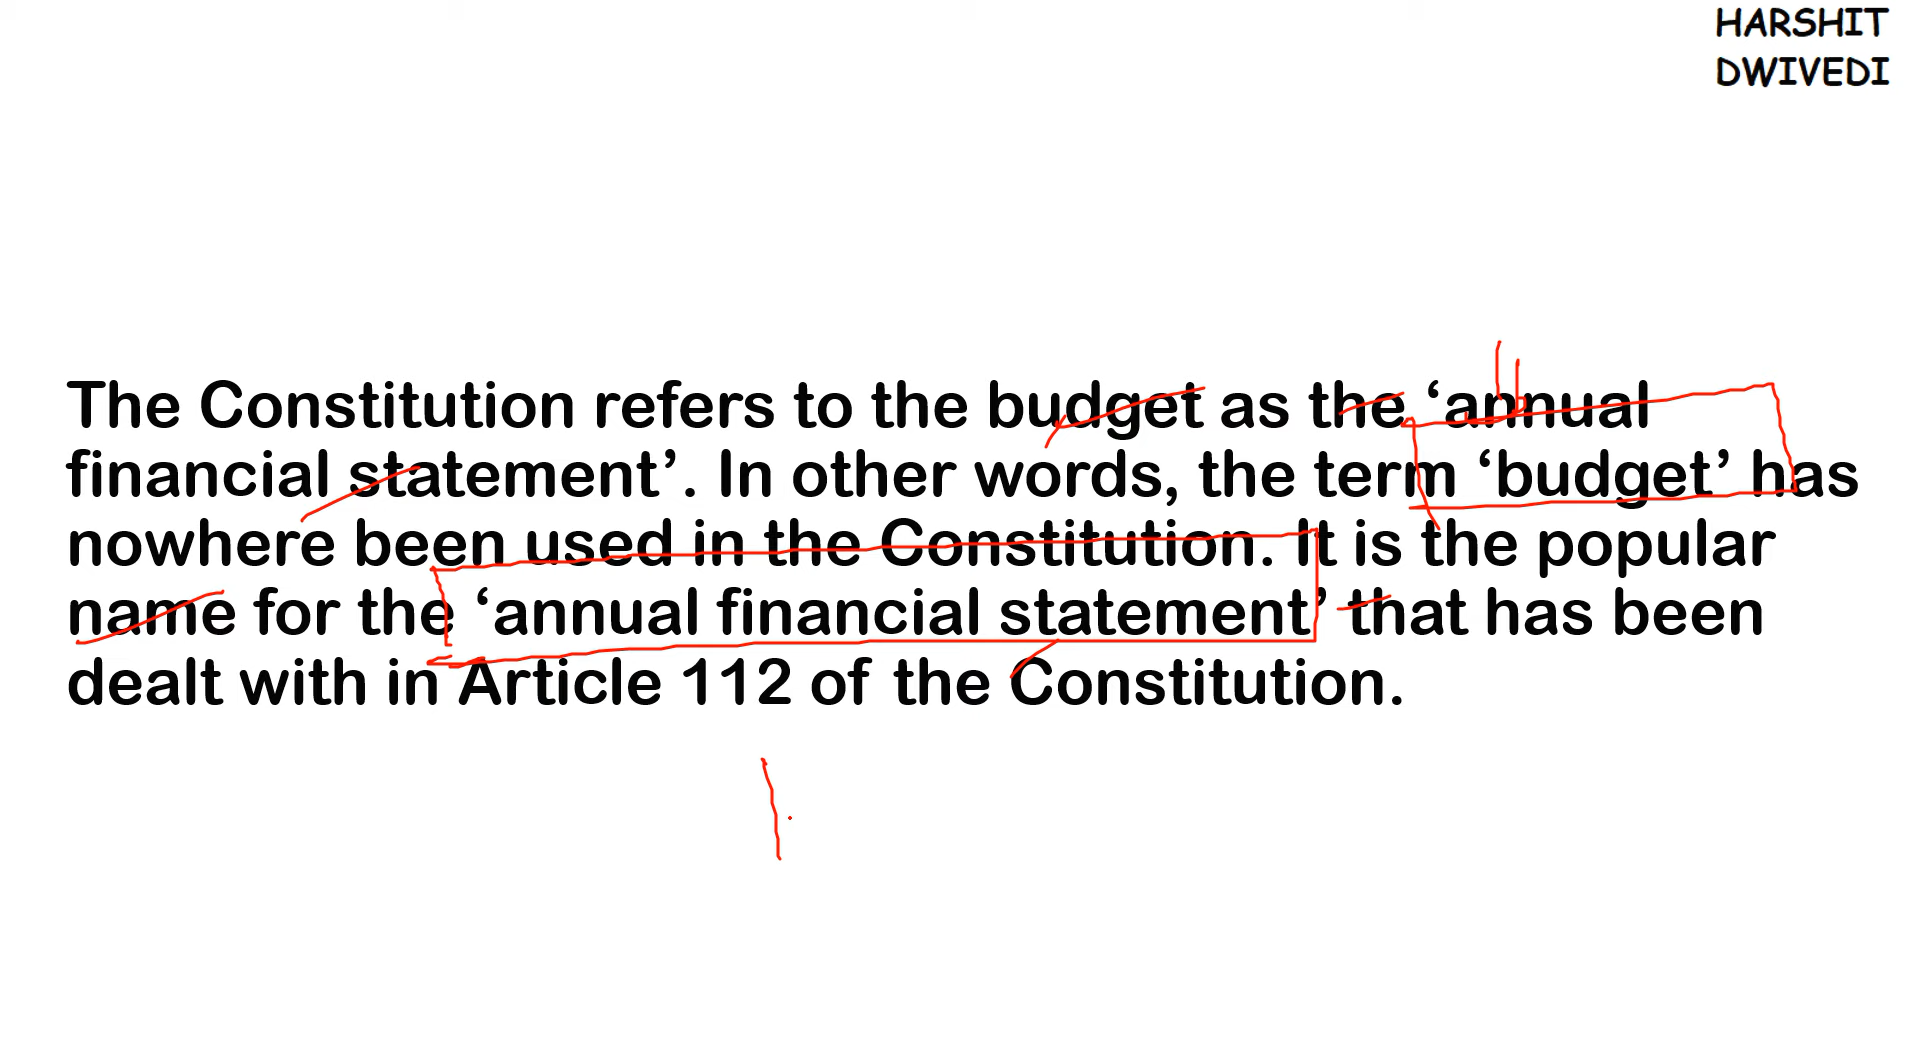 HARSHIT
DWIVEDI
The Constitution refers to the budget as the ‘annual
financial statement’. In other words, the term ‘budget’ has
nowhere been used in the Constitution. It is the popular
name for the ‘annual financial statement’ that has been
dealt with in Article 112 of the Constitution.